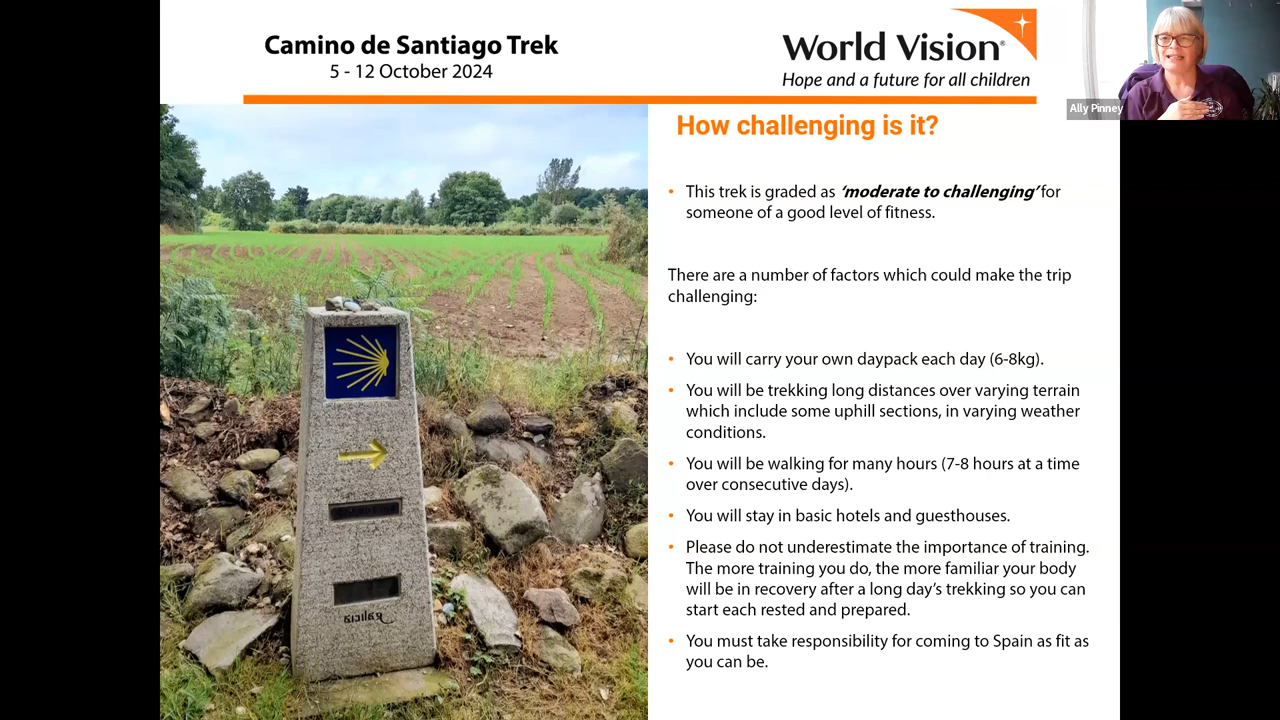 Camino de Santiago Trek
5 - 12 October 2024
World Vision®
Hope and a future for all children
Ally Pinney
How challenging is it?
• This trek is graded as ‘moderate to challenging’ for
someone of a good level of fitness.
There are a number of factors which could make the trip
challenging:
• You will carry your own daypack each day (6-8kg).
• You will be trekking long distances over varying terrain
which include some uphill sections, in varying weather
conditions.
• You will be walking for many hours (7-8 hours at a time
over consecutive days).
• You will stay in basic hotels and guesthouses.
• Please do not underestimate the importance of training.
The more training you do, the more familiar your body
will be in recovery after a long day’s trekking so you can
start each rested and prepared.
• You must take responsibility for coming to Spain as fit as
you can be.
Galicia